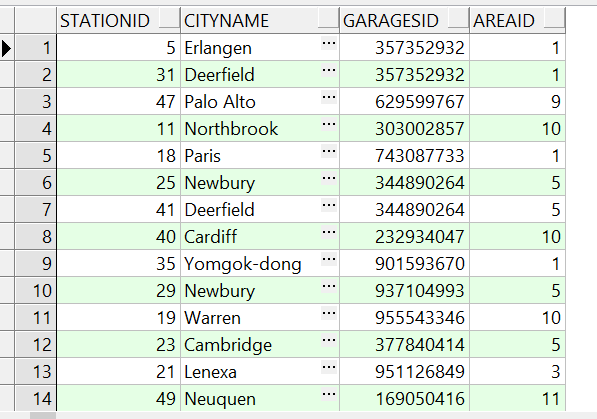 STATIONID CITYNAME GARAGESID AREAID
1 5 Erlangen ... 357352932 1
2 31 Deerfield ... 357352932 1
3 47 Palo Alto ... 629599767 9
4 11 Northbrook ... 303002857 10
5 18 Paris ... 743087733 1
6 25 Newbury ... 344890264 5
7 41 Deerfield ... 344890264 5
8 40 Cardiff ... 232934047 10
9 35 Yomgok-dong ... 901593670 1
10 29 Newbury ... 937104993 5
11 19 Warren ... 955543346 10
12 23 Cambridge ... 377840414 5
13 21 Lenexa ... 951126849 3
14 49 Neuquen ... 169050416 11